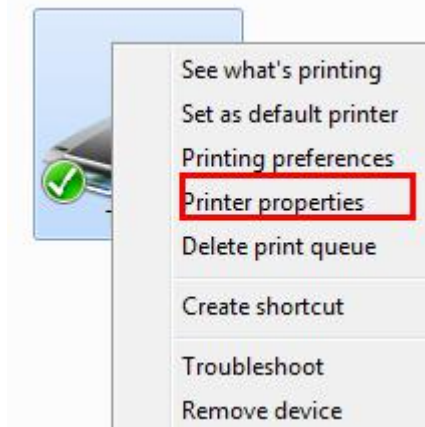 See what's printing
Set as default printer
Printing preferences
Printer properties
Delete print queue
Create shortcut
Troubleshoot
Remove device